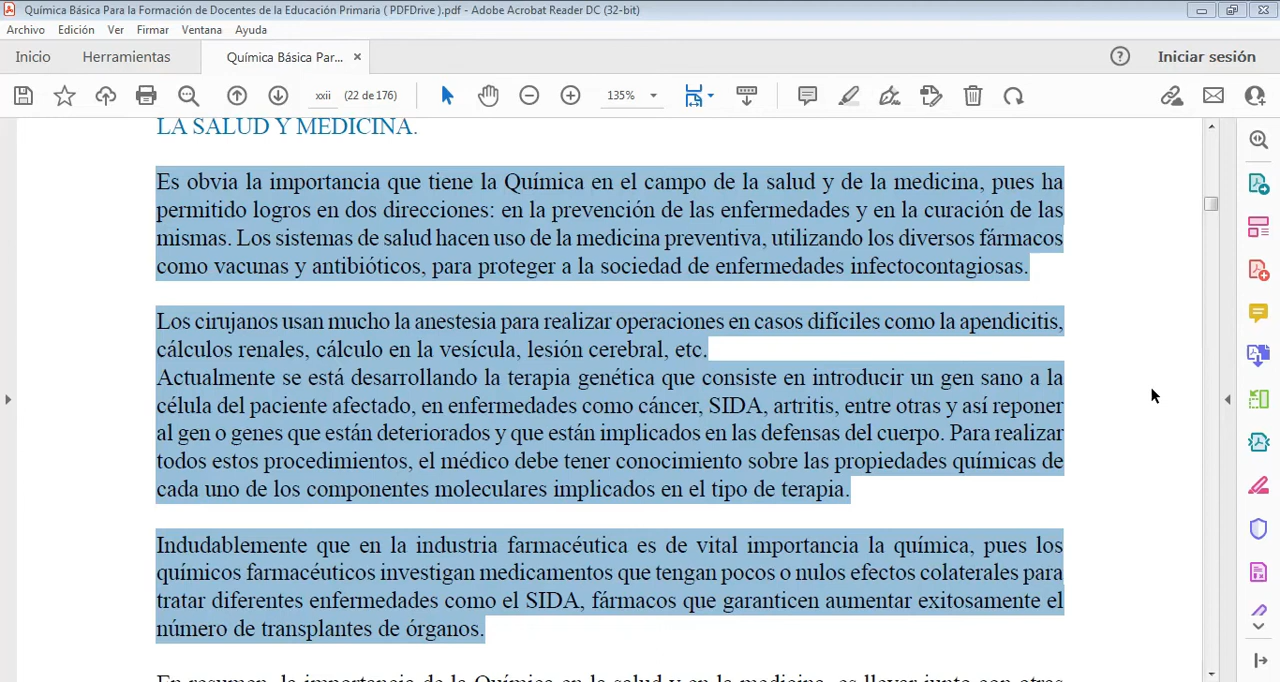 Química Básica Para la Formación de Docentes de la Educación Primaria ( PDFDrive ).pdf - Adobe Acrobat Reader DC (32-bit)
Archivo Edición Ver Firmar Ventana Ayuda
Inicio Herramientas Química Básica Par... × Iniciar sesión
xxii (22 de 176) 135%
LA SALUD Y MEDICINA.
Es obvia la importancia que tiene la Química en el campo de la salud y de la medicina, pues ha
permitido logros en dos direcciones: en la prevención de las enfermedades y en la curación de las
mismas. Los sistemas de salud hacen uso de la medicina preventiva, utilizando los diversos fármacos
como vacunas y antibióticos, para proteger a la sociedad de enfermedades infectocontagiosas.
Los cirujanos usan mucho la anestesia para realizar operaciones en casos difíciles como la apendicitis,
cálculos renales, cálculo en la vesícula, lesión cerebral, etc.
Actualmente se está desarrollando la terapia genética que consiste en introducir un gen sano a la
célula del paciente afectado, en enfermedades como cáncer, SIDA, artritis, entre otras y así reponer
al gen o genes que están deteriorados y que están implicados en las defensas del cuerpo. Para realizar
todos estos procedimientos, el médico debe tener conocimiento sobre las propiedades químicas de
cada uno de los componentes moleculares implicados en el tipo de terapia.
Indudablemente que en la industria farmacéutica es de vital importancia la química, pues los
químicos farmacéuticos investigan medicamentos que tengan pocos o nulos efectos colaterales para
tratar diferentes enfermedades como el SIDA, fármacos que garanticen aumentar exitosamente el
número de transplantes de órganos.
En resumen, la importancia de la Química en la salud y en la medicina, es llevar junto con otras